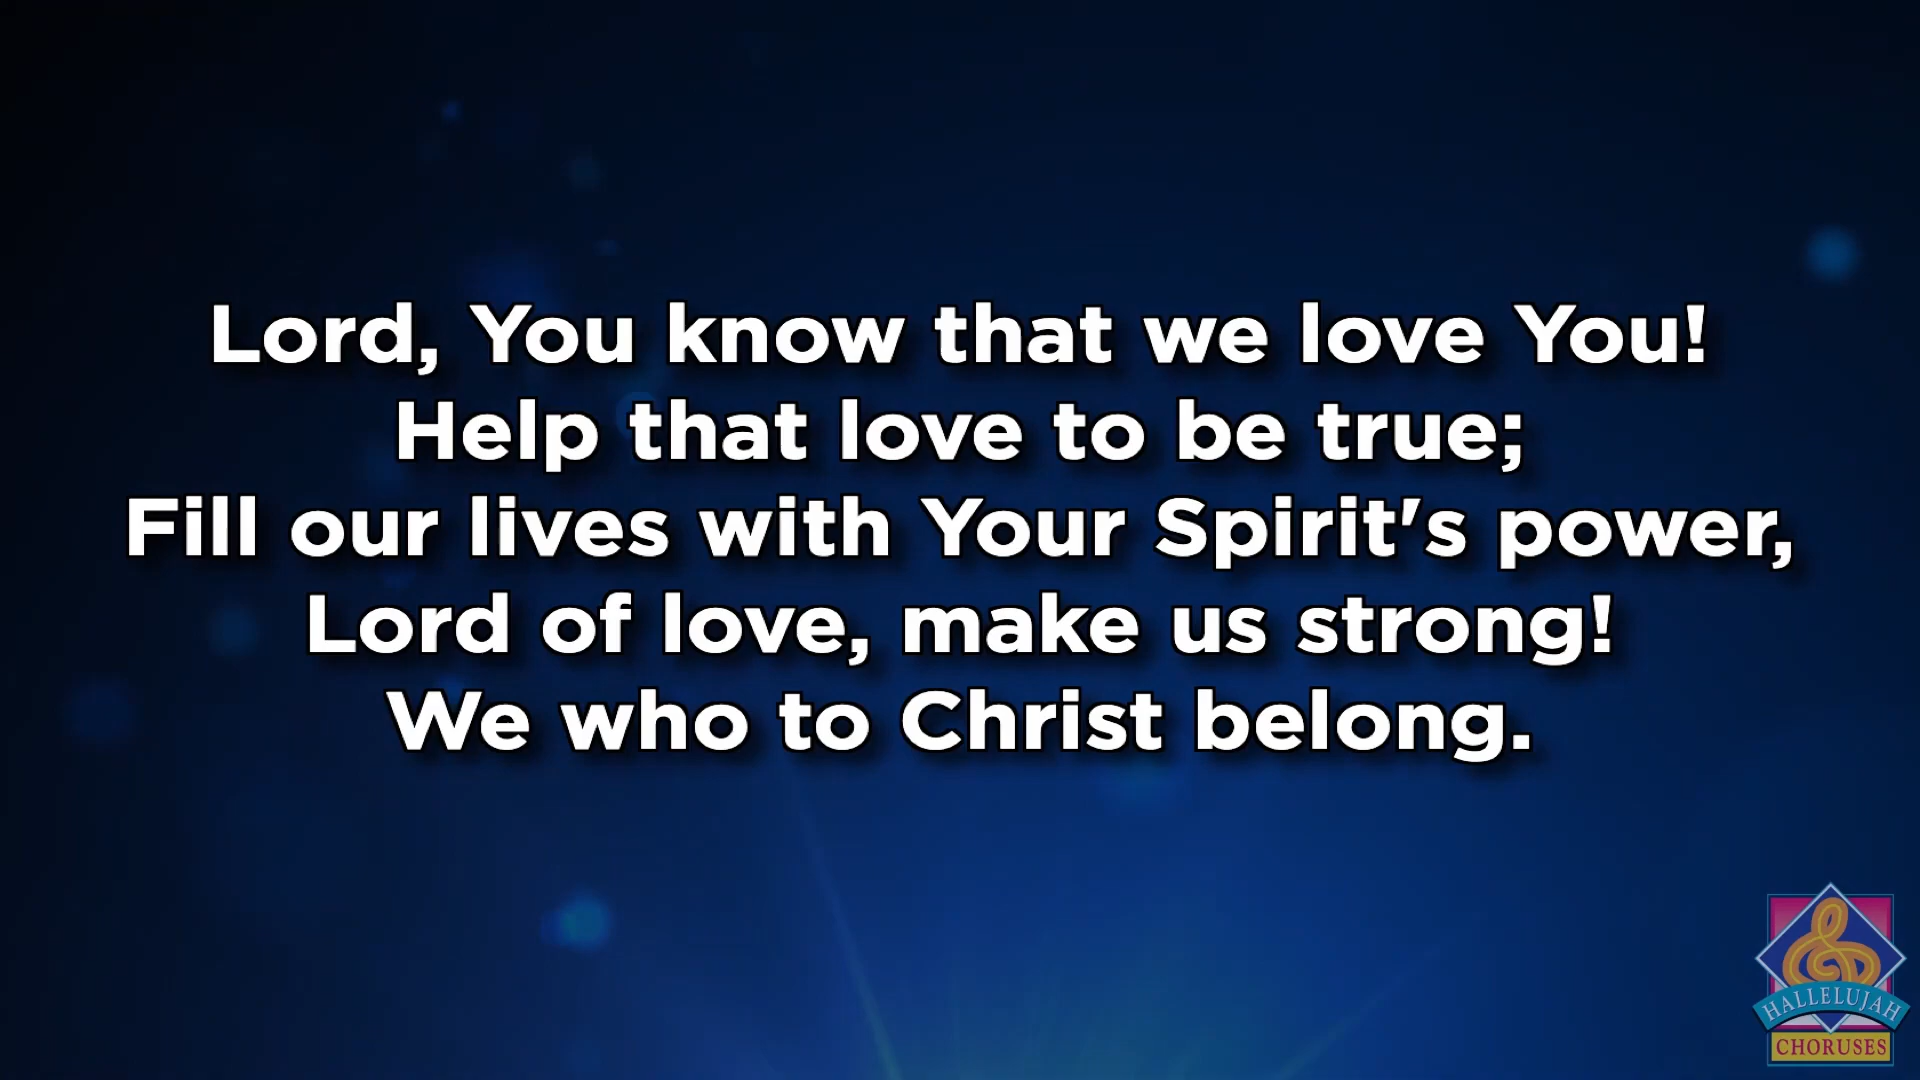 Lord, You know that we love You!
Help that love to be true;
Fill our lives with Your Spirit's power,
Lord of love, make us strong!
We who to Christ belong.
HALLELUJAH
CHORUSES